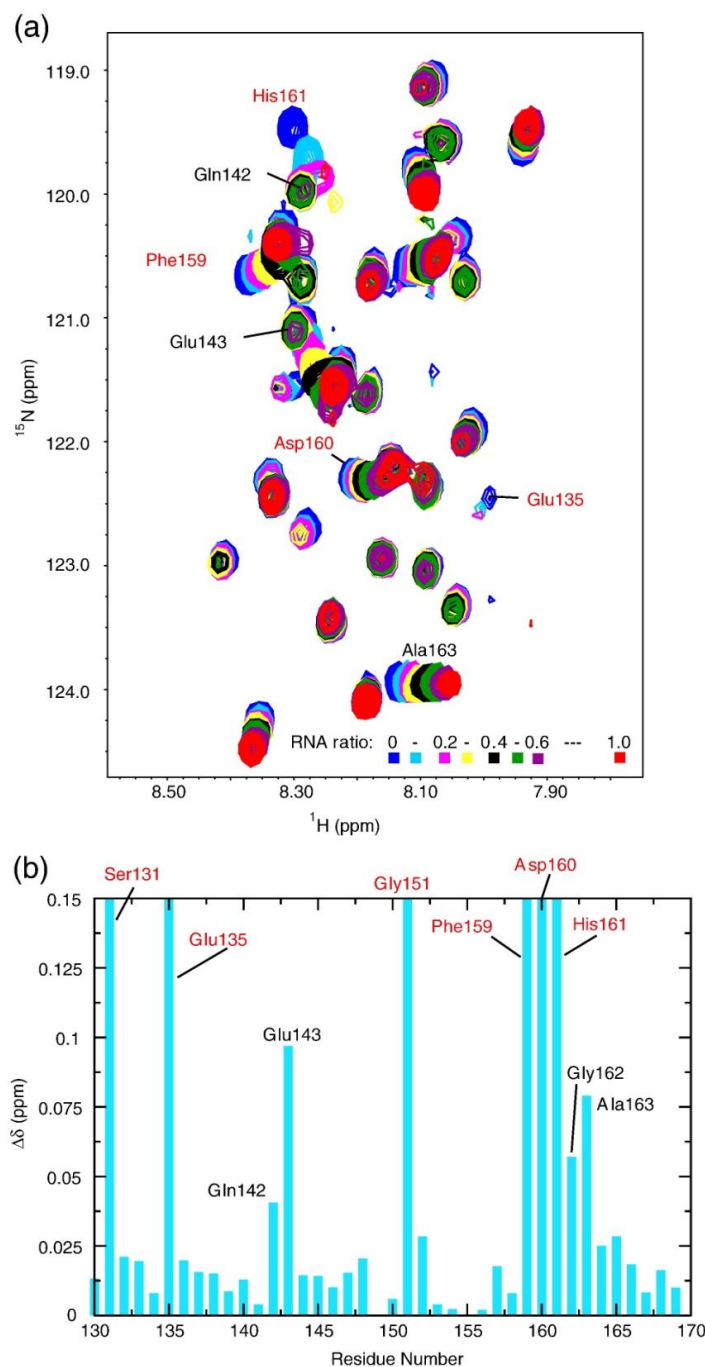 (a)
119.0
His161
Gln142
120.0
Phe159
121.0
Glu143
15N (ppm)
122.0
Asp160
Glu135
123.0
Ala163
124.0
RNA ratio: 0 - 0.2 - 0.4 - 0.6 --- 1.0
8.50 8.30 8.10 7.90
1H (ppm)
(b)
Asp160
Ser131
Gly151
0.15
Glu135
Phe159
His161
0.125
0.1
Glu143
Gly162
Δδ (ppm)
0.075
Ala163
0.05
Gln142
0.025
0
130 135 140 145 150 155 160 165 170
Residue Number